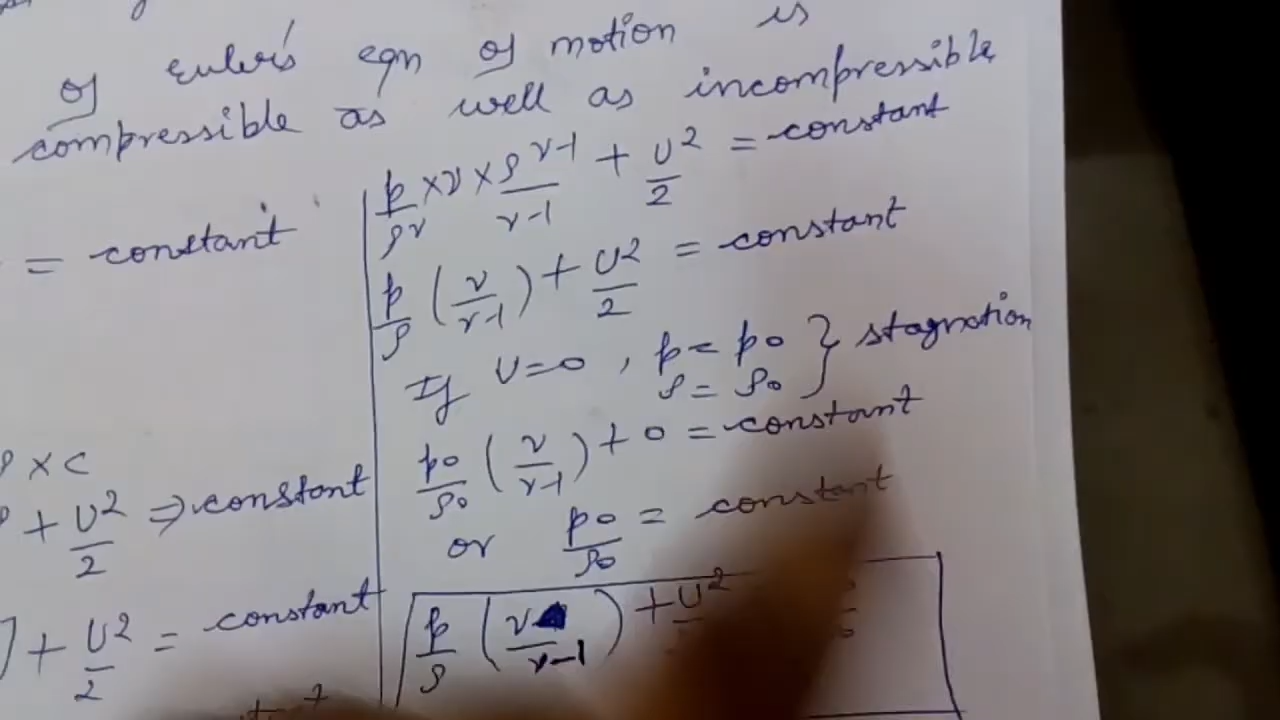 of Euler's eqn of motion is
compressible as well as incompressible
= constant
ρ × c
+ U²/2 => constant
] + U²/2 = constant
p/ρ^γ × γ × ρ^(γ-1)/(γ-1) + U²/2 = constant
p/ρ (γ/(γ-1)) + U²/2 = constant
If U=0, p = p₀ } stagnation
ρ = ρ₀
p₀/ρ₀ (γ/(γ-1)) + 0 = constant
or p₀/ρ₀ = constant
p/ρ (γ/(γ-1)) + U²